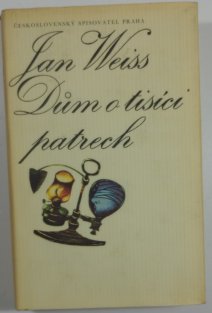 ČESKOSLOVENSKÝ SPISOVATEL PRAHA
Jan Weiss
Dům o tisíci
patrech